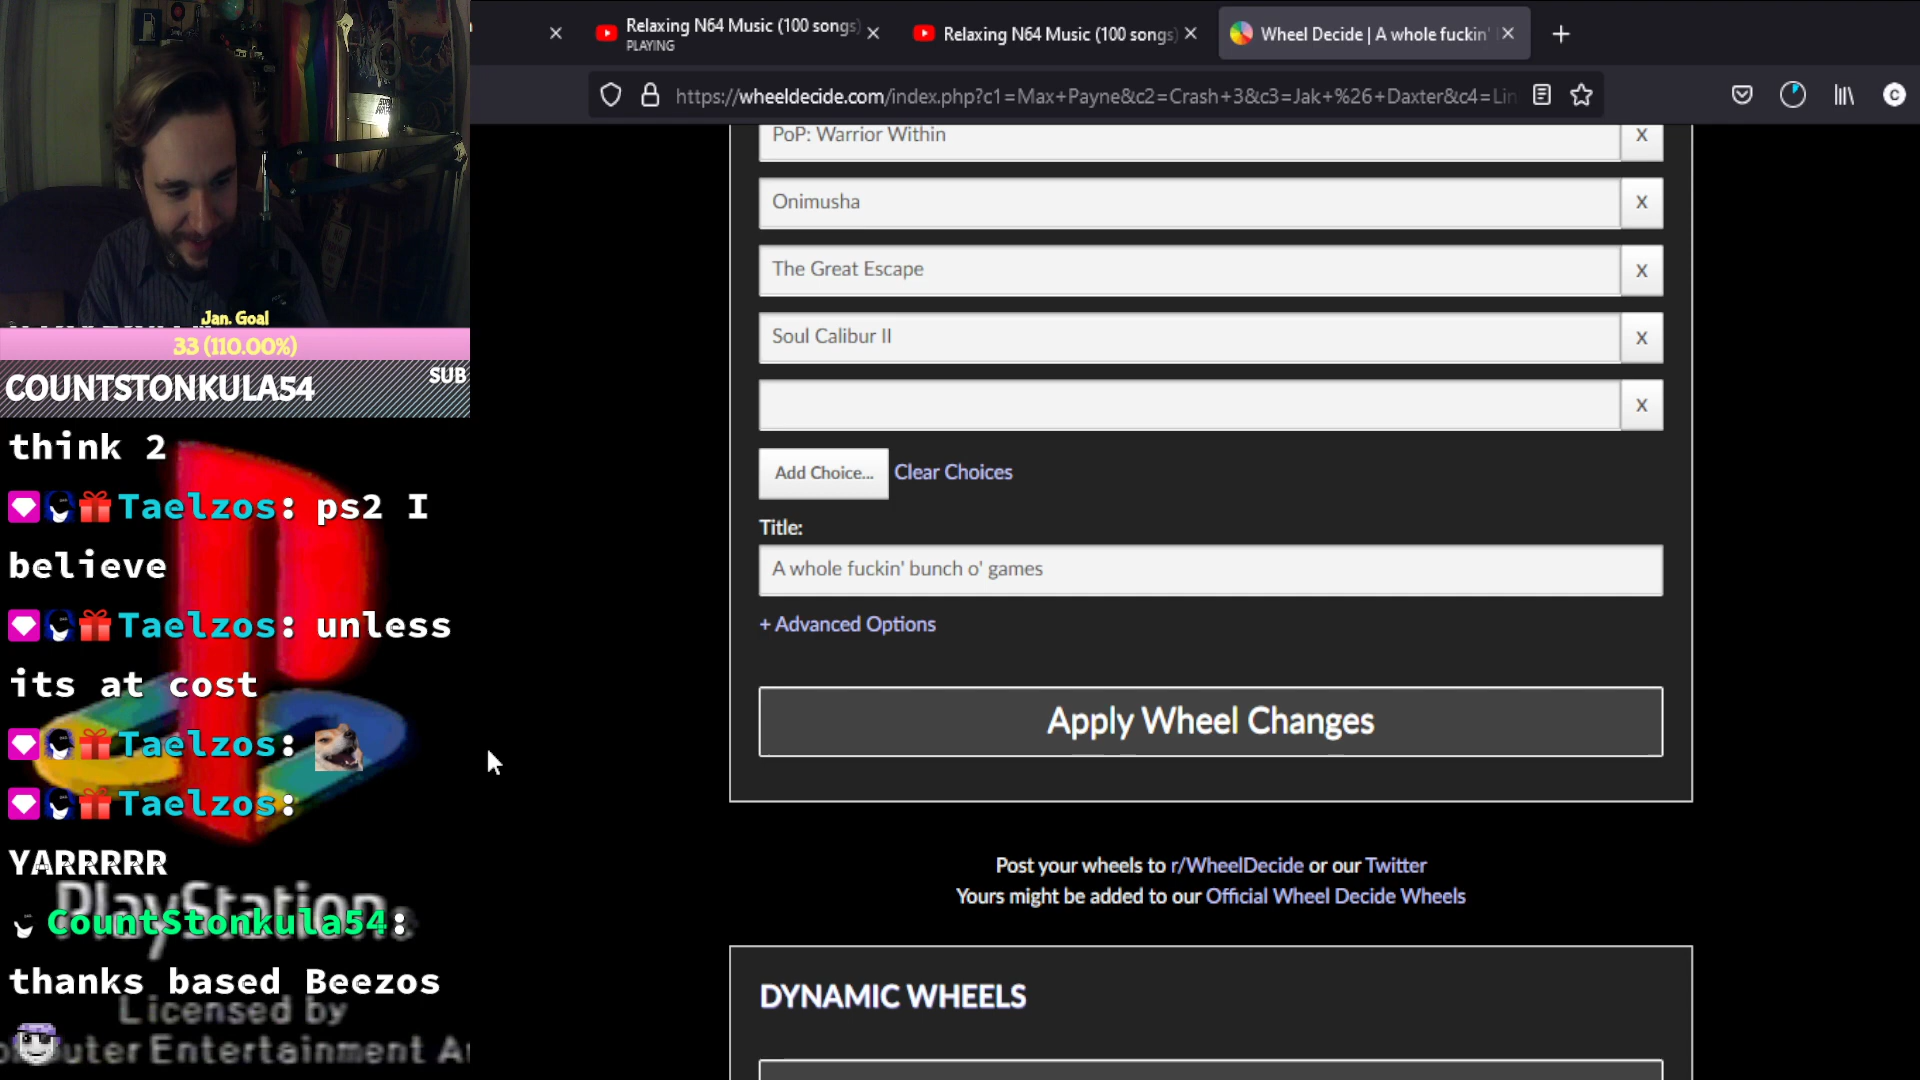 Jan. Goal
33 (110.00%)
COUNTSTONKULA54
SUB
think 2
Taelzos: ps2 I
believe
Taelzos: unless
its at cost
Taelzos:
Taelzos:
YARRRRR
CountStonkula54:
thanks based Beezos
PlayStation
Licensed by
Entertainment
Relaxing N64 Music (100 songs)
PLAYING
Relaxing N64 Music (100 songs)
Wheel Decide | A whole fuckin'
https://wheeldecide.com/index.php?c1=Max+Payne&c2=Crash+3&c3=Jak+%26+Daxter&c4=Lin
C
PoP: Warrior Within
X
Onimusha
X
The Great Escape
X
Soul Calibur II
X
X
Add Choice... Clear Choices
Title:
A whole fuckin' bunch o' games
+ Advanced Options
Apply Wheel Changes
Post your wheels to r/WheelDecide or our Twitter
Yours might be added to our Official Wheel Decide Wheels
DYNAMIC WHEELS